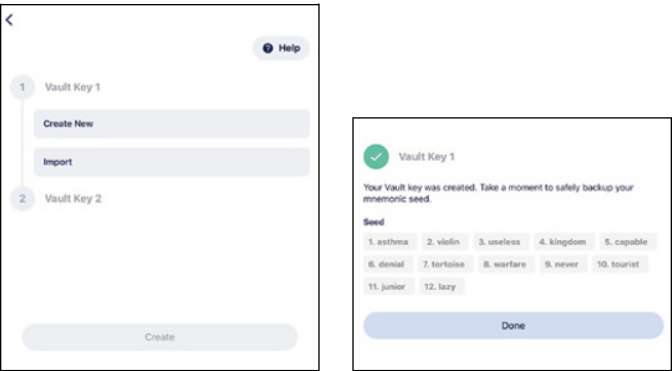 Help
1 Vault Key 1
Create New
Import
2 Vault Key 2
Create
Vault Key 1
Your Vault key was created. Take a moment to safely backup your
mnemonic seed.
Seed
1. asthma 2. violin 3. useless 4. kingdom 5. capable
6. denial 7. tortoise 8. warfare 9. never 10. tourist
11. junior 12. lazy
Done